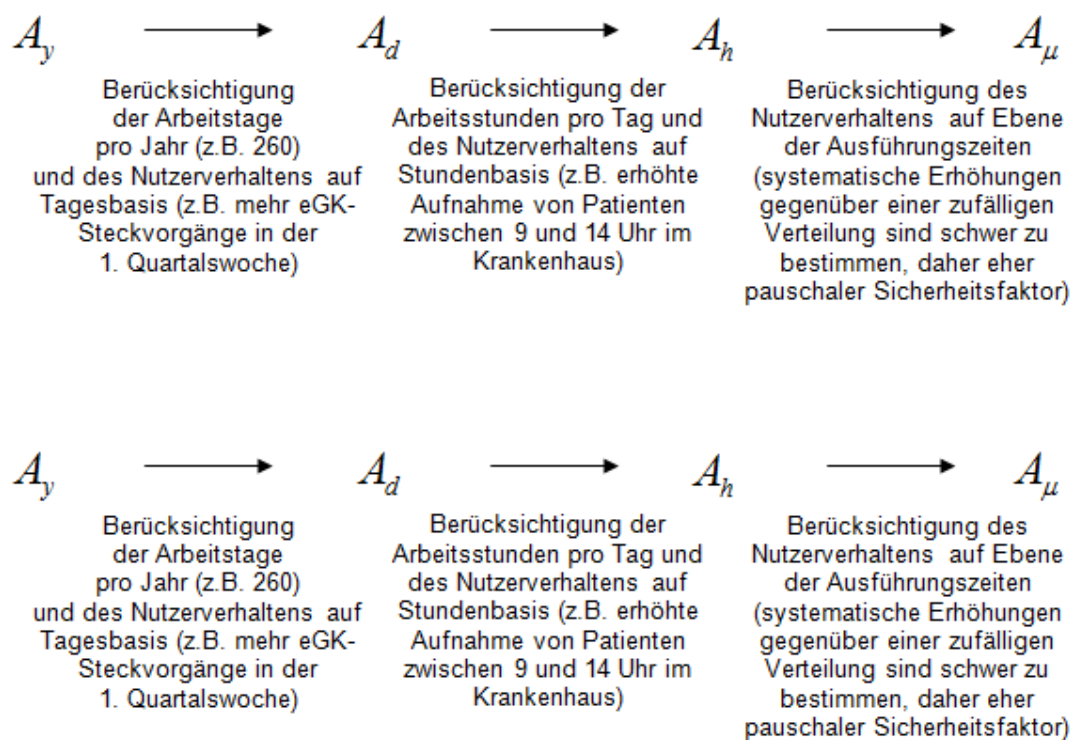 A_y → A_d → A_h → A_μ
Berücksichtigung
der Arbeitstage
pro Jahr (z.B. 260)
und des Nutzerverhaltens auf
Tagesbasis (z.B. mehr eGK-
Steckvorgänge in der
1. Quartalswoche)
Berücksichtigung der
Arbeitsstunden pro Tag und
des Nutzerverhaltens auf
Stundenbasis (z.B. erhöhte
Aufnahme von Patienten
zwischen 9 und 14 Uhr im
Krankenhaus)
Berücksichtigung des
Nutzerverhaltens auf Ebene
der Ausführungszeiten
(systematische Erhöhungen
gegenüber einer zufälligen
Verteilung sind schwer zu
bestimmen, daher eher
pauschaler Sicherheitsfaktor)
A_y → A_d → A_h → A_μ
Berücksichtigung
der Arbeitstage
pro Jahr (z.B. 260)
und des Nutzerverhaltens auf
Tagesbasis (z.B. mehr eGK-
Steckvorgänge in der
1. Quartalswoche)
Berücksichtigung der
Arbeitsstunden pro Tag und
des Nutzerverhaltens auf
Stundenbasis (z.B. erhöhte
Aufnahme von Patienten
zwischen 9 und 14 Uhr im
Krankenhaus)
Berücksichtigung des
Nutzerverhaltens auf Ebene
der Ausführungszeiten
(systematische Erhöhungen
gegenüber einer zufälligen
Verteilung sind schwer zu
bestimmen, daher eher
pauschaler Sicherheitsfaktor)